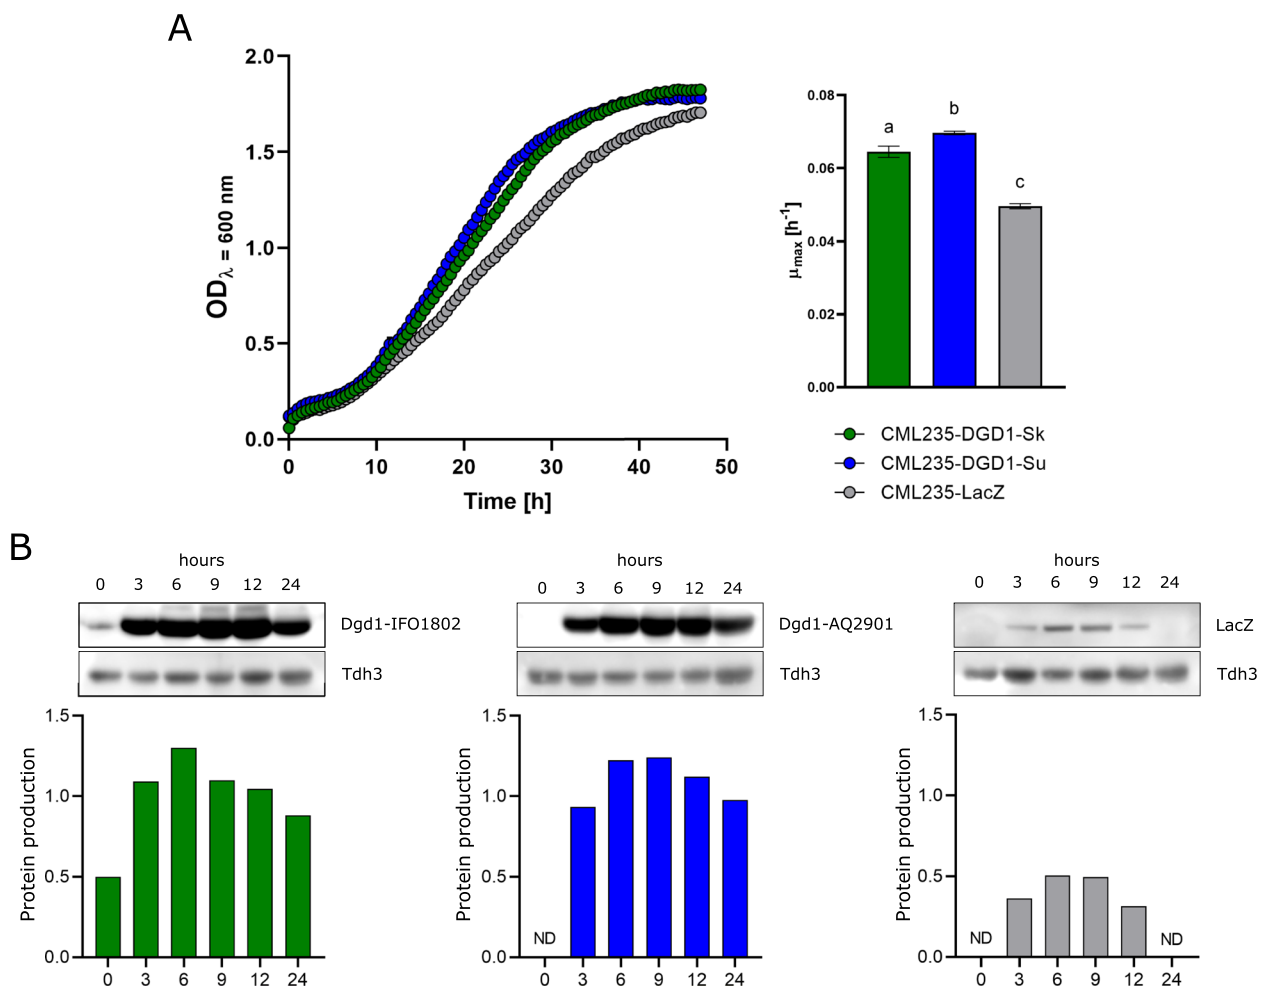 A
2.0
1.5
1.0
0.5
0.0
ODλ = 600 nm
0 10 20 30 40 50
Time [h]
0.08
0.06
0.04
0.02
0.00
μmax [h-1]
a
b
c
CML235-DGD1-Sk
CML235-DGD1-Su
CML235-LacZ
B
hours
0 3 6 9 12 24
Dgd1-IFO1802
Tdh3
1.5
1.0
0.5
0.0
Protein production
0 3 6 9 12 24
hours
0 3 6 9 12 24
Dgd1-AQ2901
Tdh3
1.5
1.0
0.5
0.0
Protein production
ND
0 3 6 9 12 24
hours
0 3 6 9 12 24
LacZ
Tdh3
1.5
1.0
0.5
0.0
Protein production
ND ND
0 3 6 9 12 24